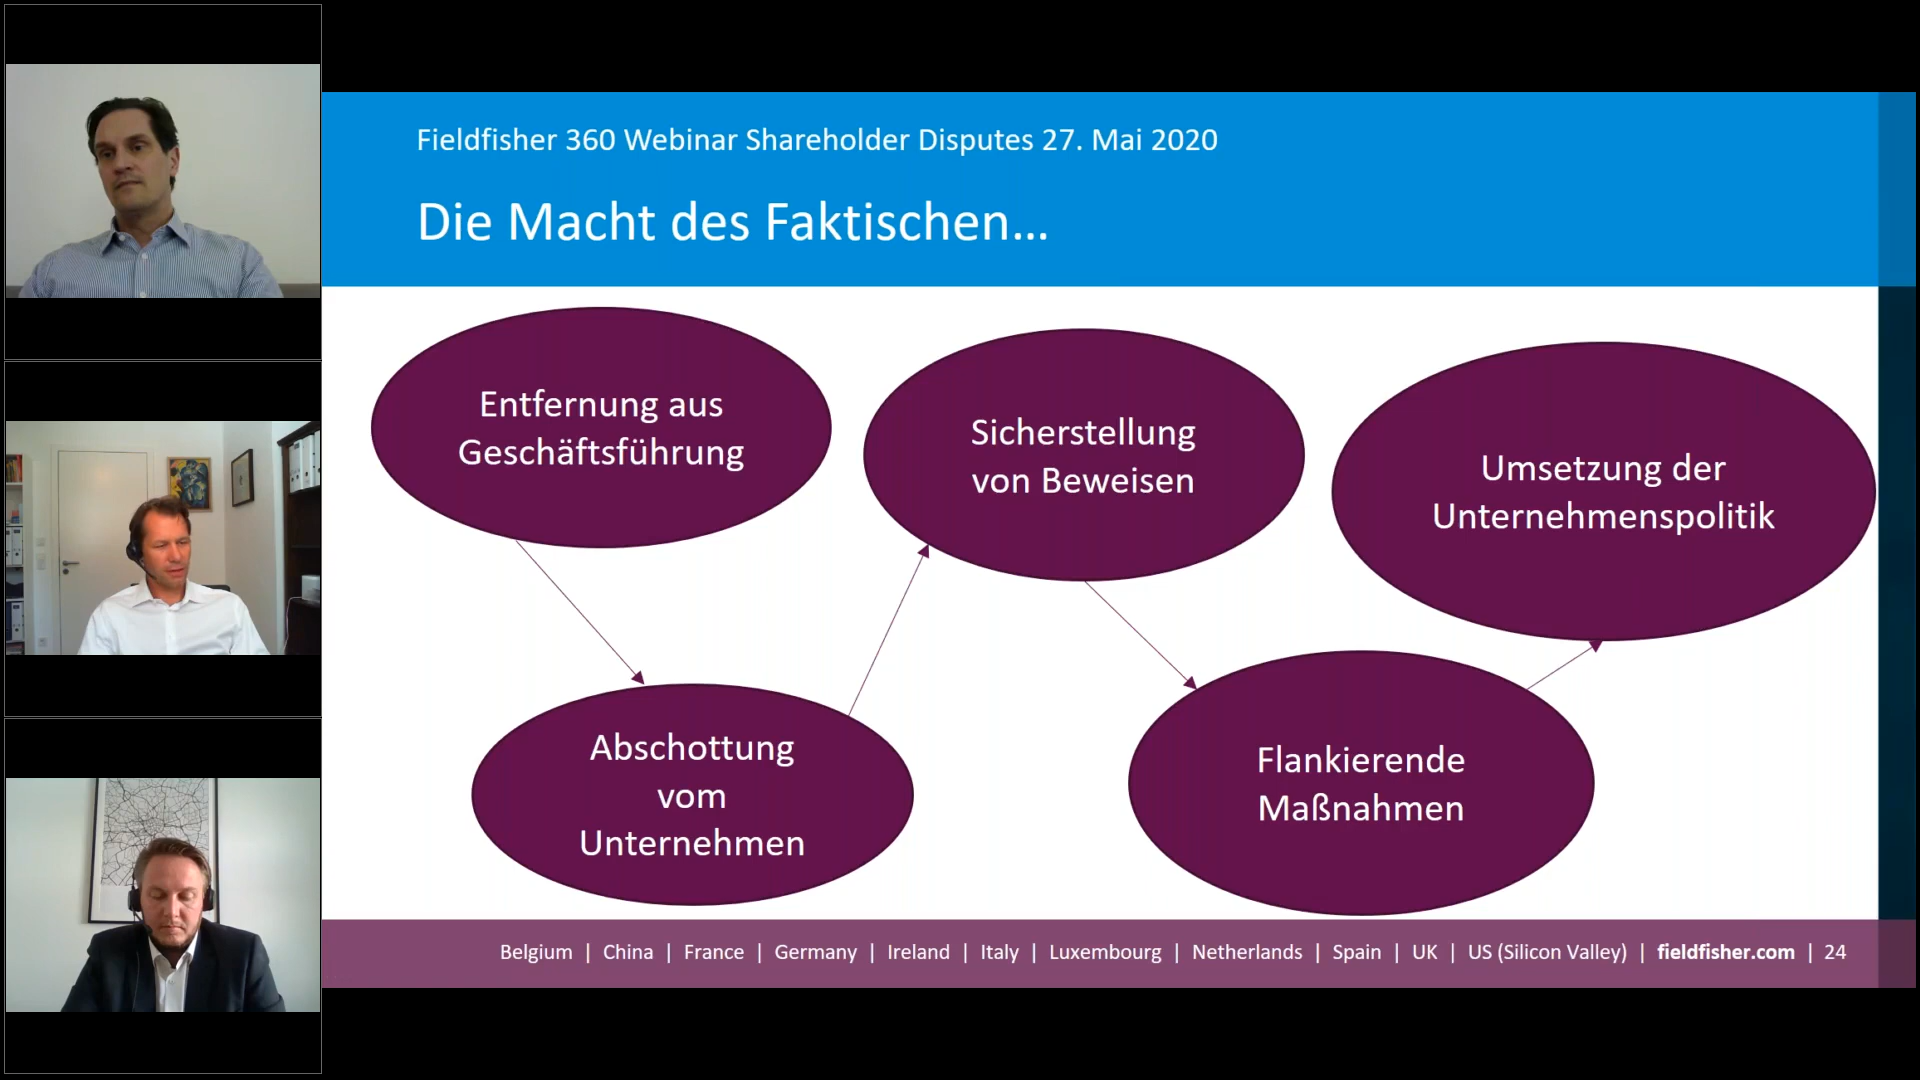 Fieldfisher 360 Webinar Shareholder Disputes 27. Mai 2020
Die Macht des Faktischen...
Entfernung aus
Geschäftsführung
Abschottung
vom
Unternehmen
Sicherstellung
von Beweisen
Flankierende
Maßnahmen
Umsetzung der
Unternehmenspolitik
Belgium | China | France | Germany | Ireland | Italy | Luxembourg | Netherlands | Spain | UK | US (Silicon Valley) | fieldfisher.com | 24